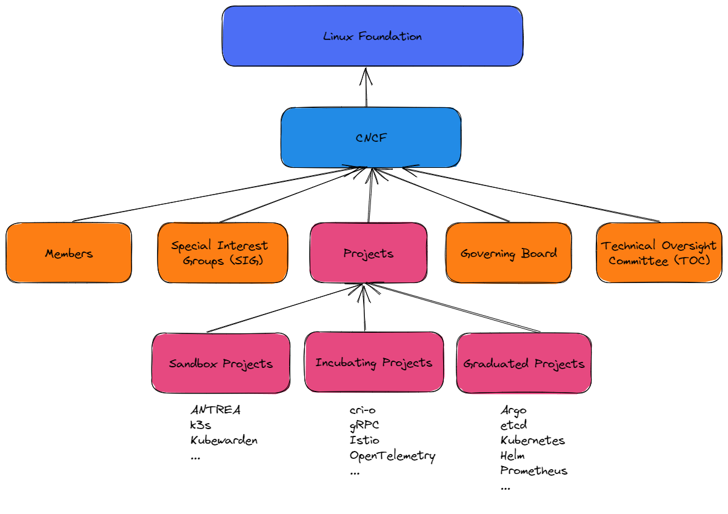 Linux Foundation
CNCF
Members
Special Interest
Groups (SIG)
Projects
Governing Board
Technical Oversight
Committee (TOC)
Sandbox Projects
Incubating Projects
Graduated Projects
ANTREA
k3s
Kubewarden
...
cri-o
gRPC
Istio
OpenTelemetry
...
Argo
etcd
Kubernetes
Helm
Prometheus
...